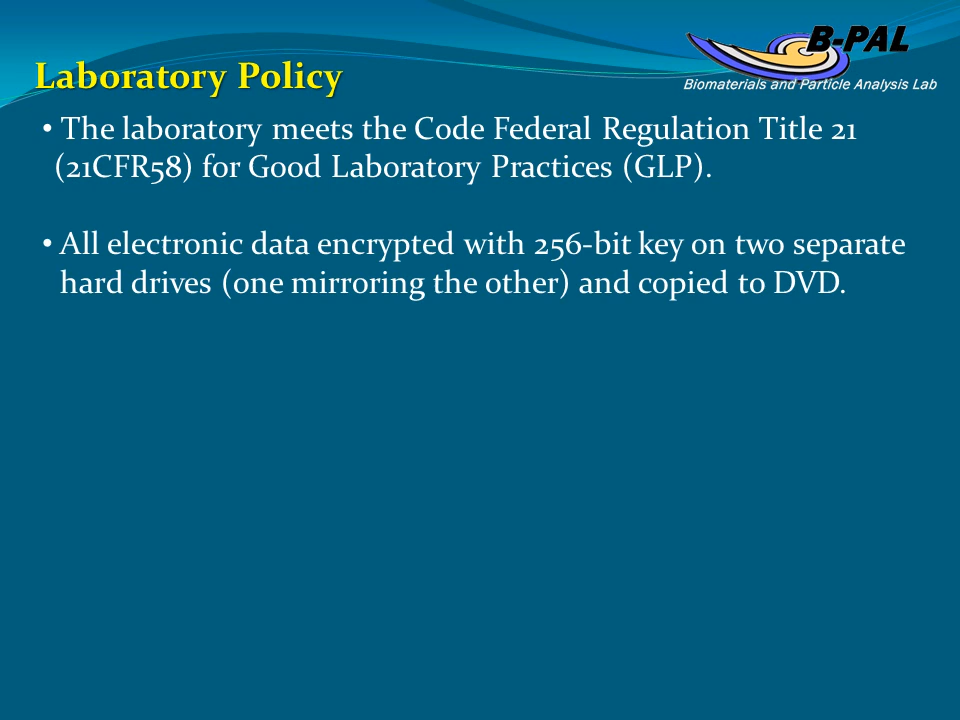 B-PAL
Biomaterials and Particle Analysis Lab
Laboratory Policy
• The laboratory meets the Code Federal Regulation Title 21
(21CFR58) for Good Laboratory Practices (GLP).
• All electronic data encrypted with 256-bit key on two separate
hard drives (one mirroring the other) and copied to DVD.